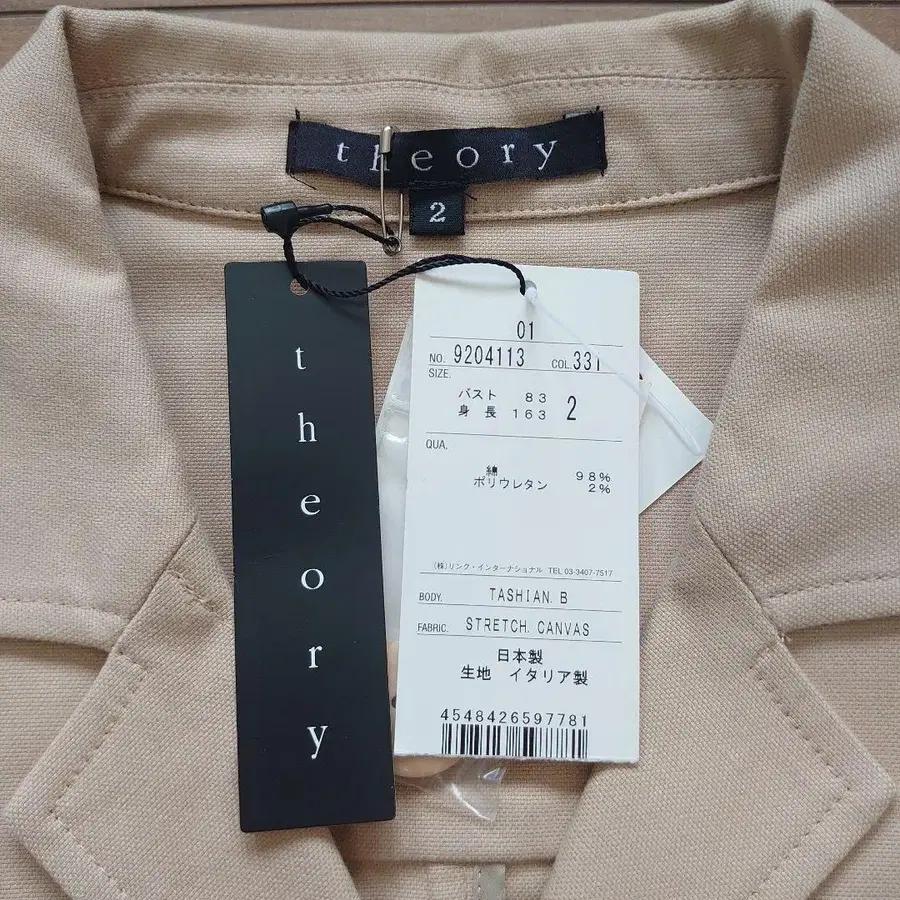 theory
2
theory
01
NO. 9204113 COL. 331
SIZE.
バスト 83
身長 163 2
QUA.
綿 98%
ポリウレタン 2%
(株)リンク・インターナショナル TEL 03-3407-7517
BODY. TASHIAN. B
FABRIC. STRETCH. CANVAS
日本製
生地 イタリア製
4548426597781